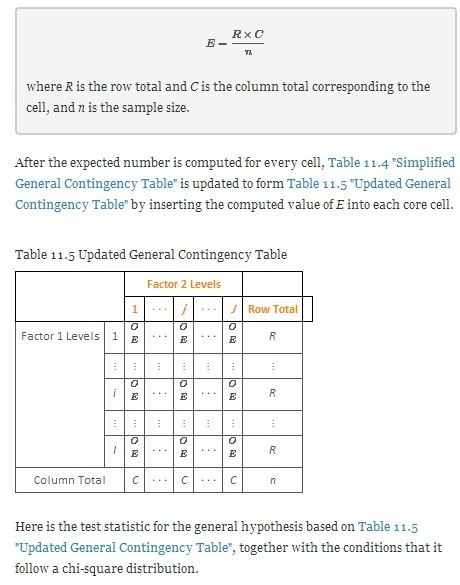 E = R × C
n
where R is the row total and C is the column total corresponding to the
cell, and n is the sample size.
After the expected number is computed for every cell, Table 11.4 "Simplified
General Contingency Table" is updated to form Table 11.5 "Updated General
Contingency Table" by inserting the computed value of E into each core cell.
Table 11.5 Updated General Contingency Table
Factor 2 Levels
1 ··· j ··· J Row Total
Factor 1 Levels 1 O E ··· O E ··· O E R
⋮ ⋮ ⋮ ⋮ ⋮ ⋮ ⋮
i O E ··· O E ··· O E R
⋮ ⋮ ⋮ ⋮ ⋮ ⋮ ⋮
I O E ··· O E ··· O E R
Column Total C ··· C ··· C n
Here is the test statistic for the general hypothesis based on Table 11.5
"Updated General Contingency Table", together with the conditions that it
follow a chi-square distribution.